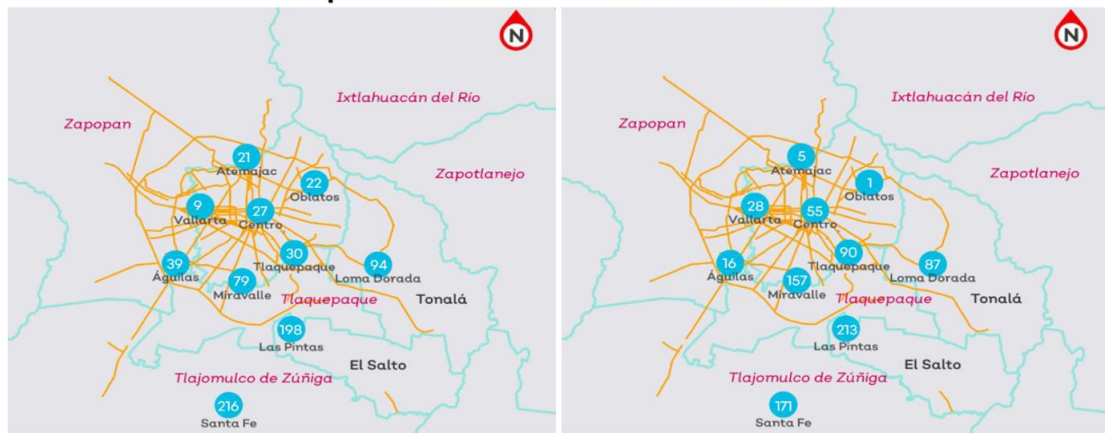 N
Ixtlahuacán del Río
Zapopan
21
Atemajac
Zapotlanejo
22
Oblatos
9
Vallarta
27
Centro
30
Tlaquepaque
39
Águilas
94
Loma Dorada
79
Miravalle
Tlaquepaque
Tonalá
198
Las Pintas
El Salto
Tlajomulco de Zúñiga
216
Santa Fe
N
Ixtlahuacán del Río
Zapopan
5
Atemajac
Zapotlanejo
1
Oblatos
28
Vallarta
55
Centro
90
Tlaquepaque
16
Águilas
87
Loma Dorada
157
Miravalle
Tlaquepaque
Tonalá
213
Las Pintas
El Salto
Tlajomulco de Zúñiga
171
Santa Fe